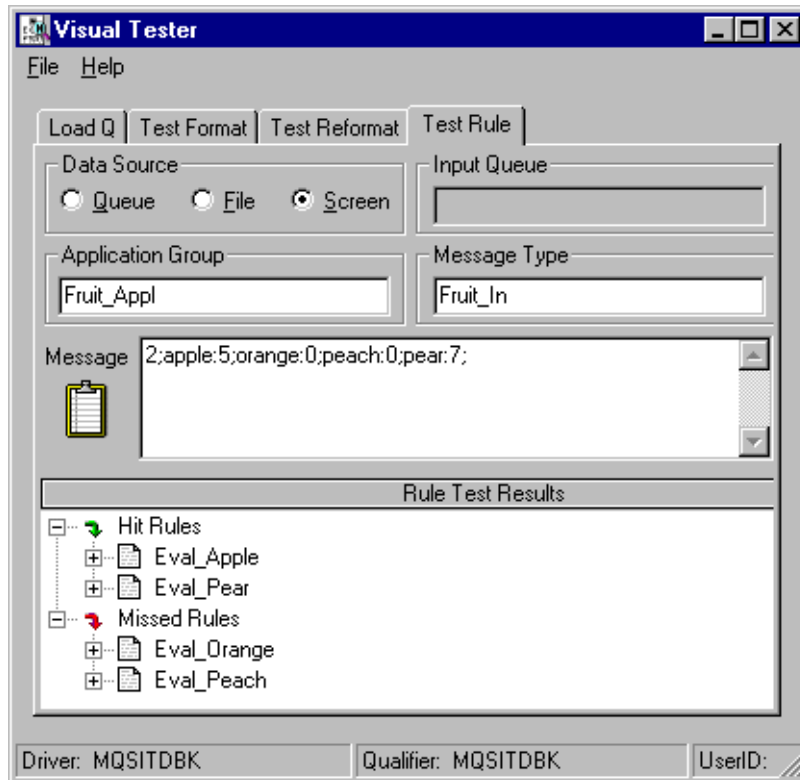 Visual Tester
File Help
Load Q Test Format Test Reformat Test Rule
Data Source
Queue File Screen
Input Queue
Application Group
Fruit_Appl
Message Type
Fruit_In
Message
2;apple:5;orange:0;peach:0;pear:7;
Rule Test Results
Hit Rules
Eval_Apple
Eval_Pear
Missed Rules
Eval_Orange
Eval_Peach
Driver: MQSITDBK Qualifier: MQSITDBK UserID: